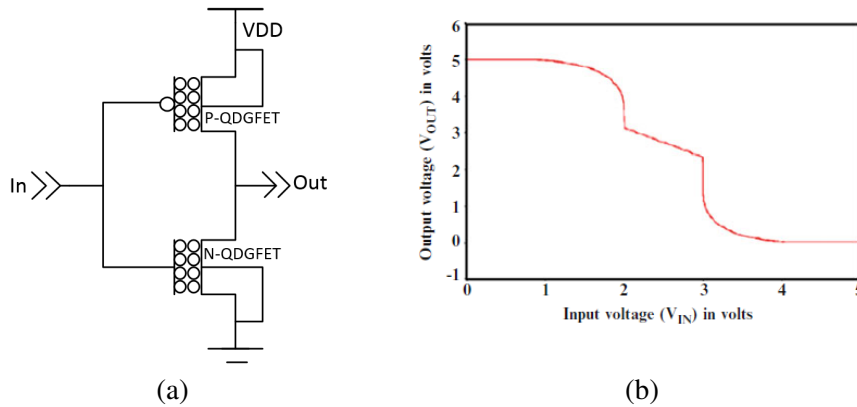 VDD
P-QDGFET
In
Out
N-QDGFET
(a)
Output voltage (VOUT) in volts
6
5
4
3
2
1
0
-1
0 1 2 3 4 5
Input voltage (VIN) in volts
(b)